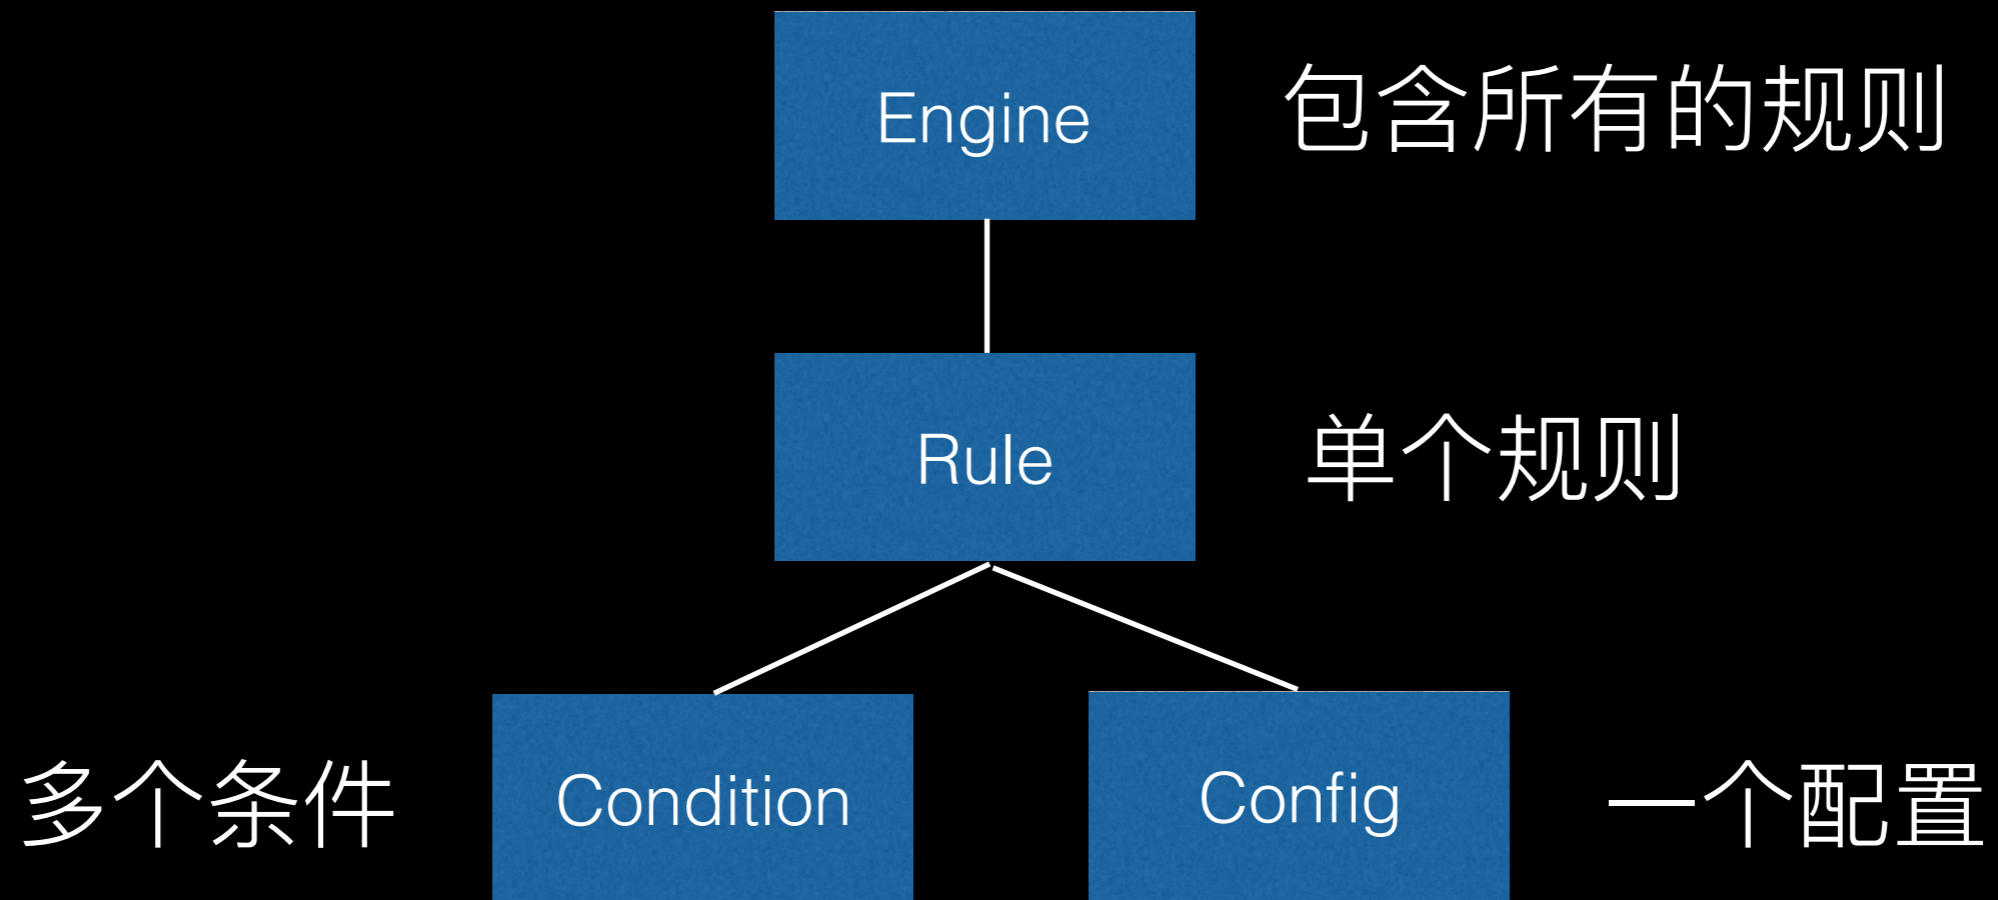 Engine
包含所有的规则
Rule
单个规则
多个条件
Condition
Config
一个配置